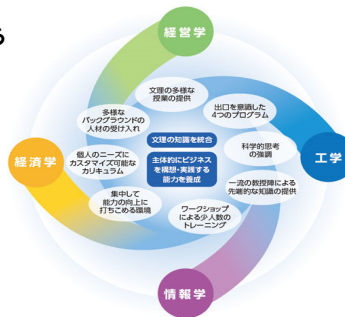 る
経営学
文理の多様な
授業の提供
多様な
バックグラウンドの
人材の受け入れ
出口を意識した
4つのプログラム
文理の知識を統合
経済学
個人のニーズに
カスタマイズ可能な
カリキュラム
主体的にビジネス
を構想・実践する
能力を養成
科学的思考
の強調
工学
集中して
能力の向上に
打ちこめる環境
一流の教授陣による
先端的な知識の提供
ワークショップ
による少人数の
トレーニング
情報学